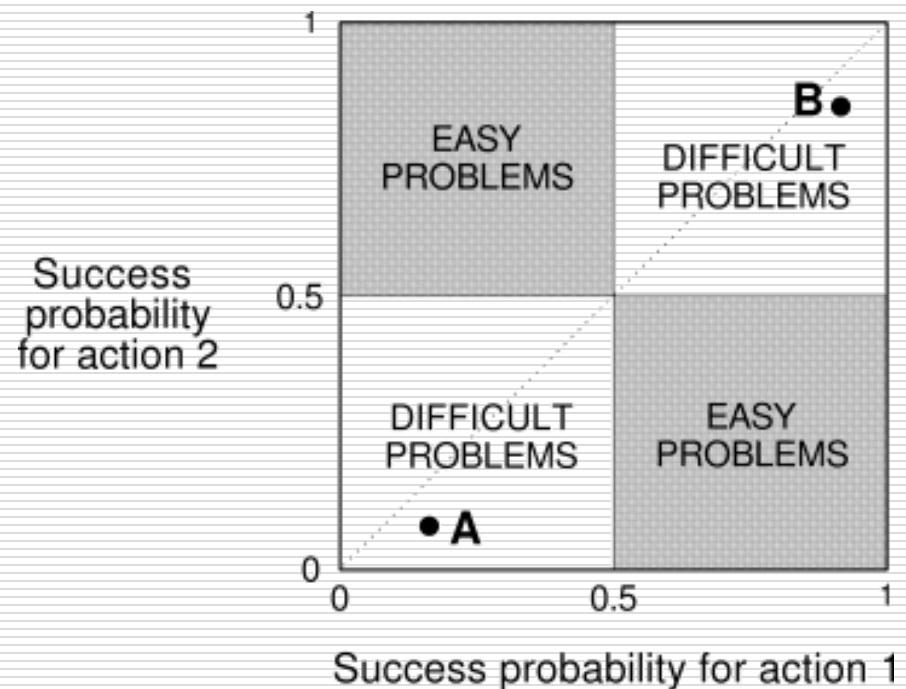 1
B
EASY
PROBLEMS
DIFFICULT
PROBLEMS
Success
probability
for action 2
0.5
DIFFICULT
PROBLEMS
EASY
PROBLEMS
A
0
0
0.5
1
Success probability for action 1